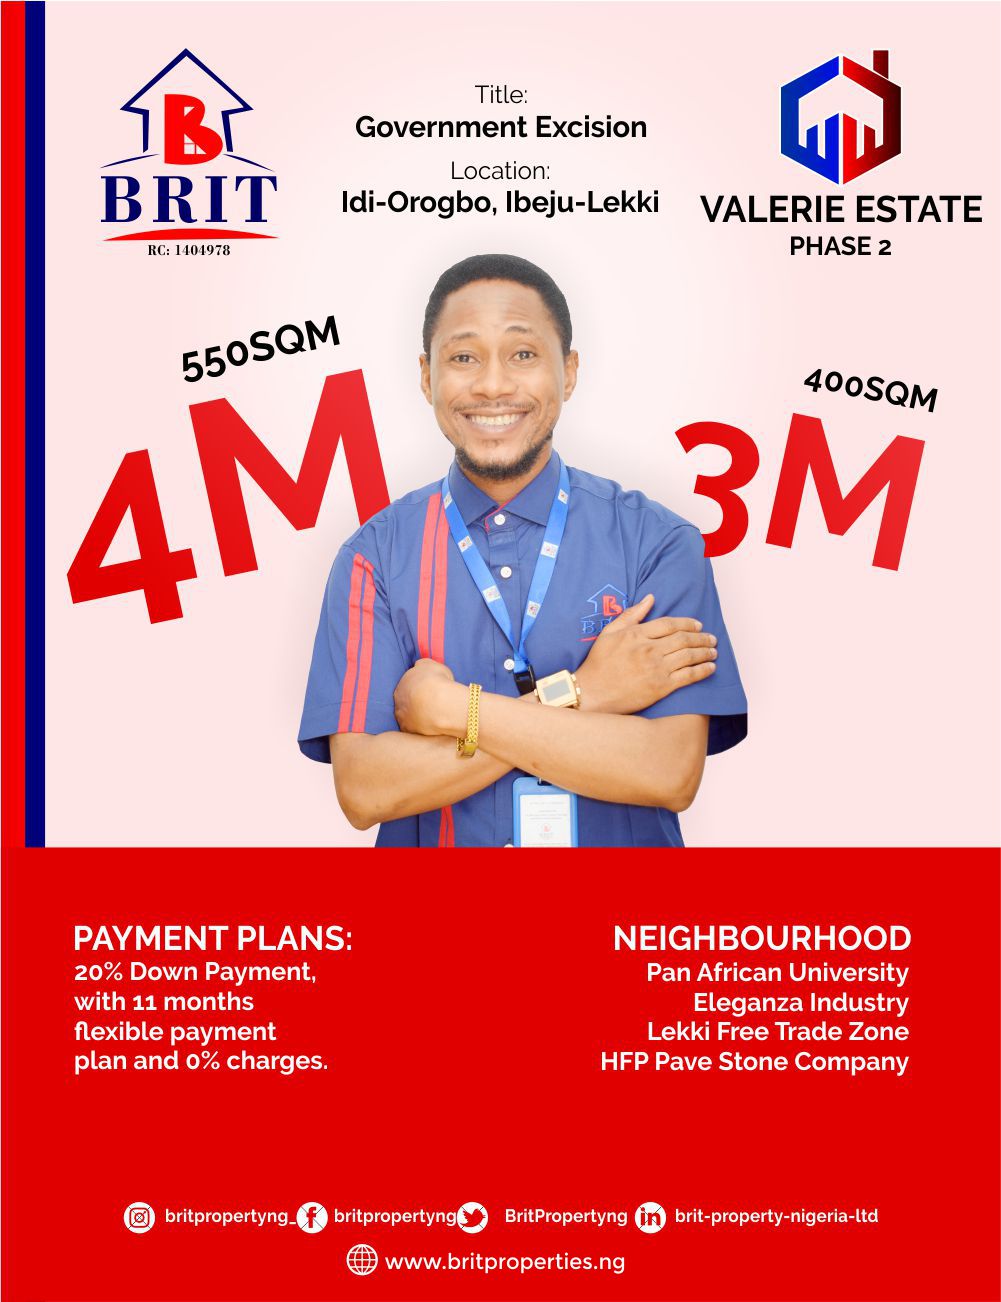 BRIT
RC: 1404978
Title:
Government Excision
Location:
Idi-Orogbo, Ibeju-Lekki
VALERIE ESTATE
PHASE 2
550SQM
4M
400SQM
3M
PAYMENT PLANS:
20% Down Payment,
with 11 months
flexible payment
plan and 0% charges.
NEIGHBOURHOOD
Pan African University
Eleganza Industry
Lekki Free Trade Zone
HFP Pave Stone Company
britpropertyng_ britpropertyng BritPropertyng brit-property-nigeria-ltd
www.britproperties.ng